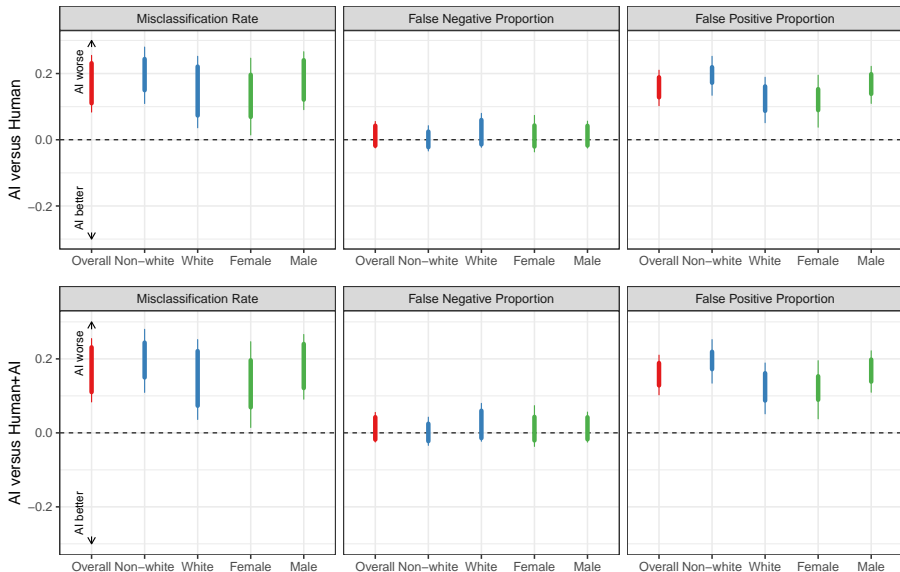 Misclassification Rate
False Negative Proportion
False Positive Proportion
AI versus Human
0.2
0.0
−0.2
AI worse
AI better
Overall Non−white White Female Male
Overall Non−white White Female Male
Overall Non−white White Female Male
Misclassification Rate
False Negative Proportion
False Positive Proportion
AI versus Human+AI
0.2
0.0
−0.2
AI worse
AI better
Overall Non−white White Female Male
Overall Non−white White Female Male
Overall Non−white White Female Male